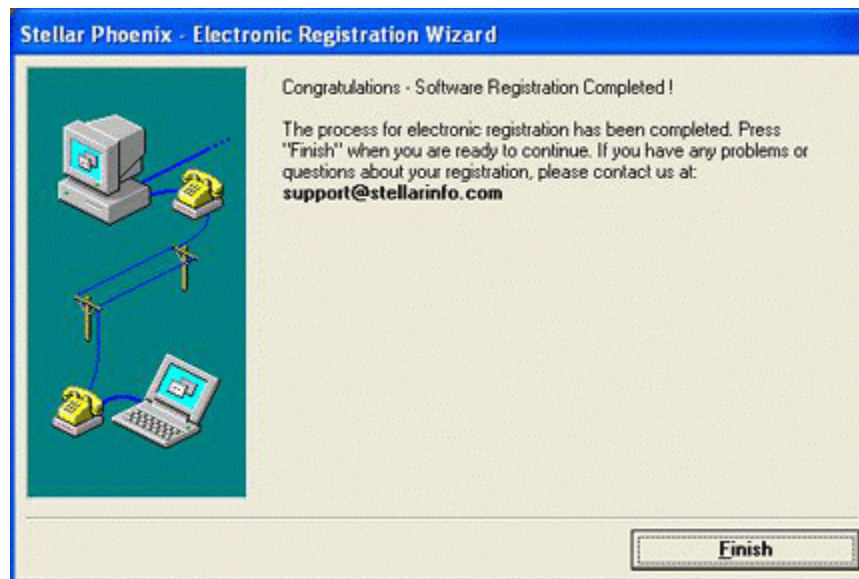 Stellar Phoenix - Electronic Registration Wizard
Congratulations - Software Registration Completed !
The process for electronic registration has been completed. Press
"Finish" when you are ready to continue. If you have any problems or
questions about your registration, please contact us at:
support@stellarinfo.com
Finish